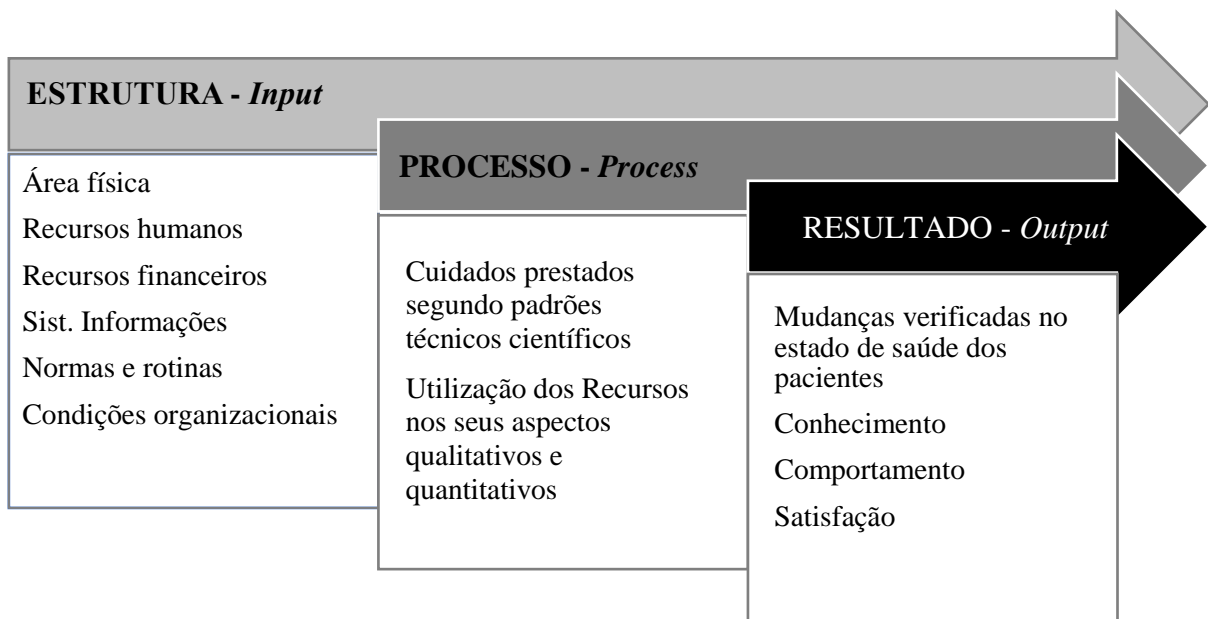 ESTRUTURA - Input
Área física
Recursos humanos
Recursos financeiros
Sist. Informações
Normas e rotinas
Condições organizacionais
PROCESSO - Process
Cuidados prestados
segundo padrões
técnicos científicos
Utilização dos Recursos
nos seus aspectos
qualitativos e
quantitativos
RESULTADO - Output
Mudanças verificadas no
estado de saúde dos
pacientes
Conhecimento
Comportamento
Satisfação